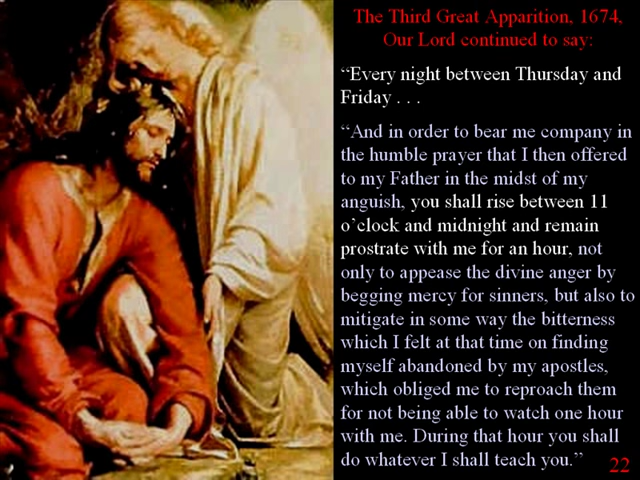 The Third Great Apparition, 1674,
Our Lord continued to say:
“Every night between Thursday and
Friday . . .
“And in order to bear me company in
the humble prayer that I then offered
to my Father in the midst of my
anguish, you shall rise between 11
o’clock and midnight and remain
prostrate with me for an hour, not
only to appease the divine anger by
begging mercy for sinners, but also to
mitigate in some way the bitterness
which I felt at that time on finding
myself abandoned by my apostles,
which obliged me to reproach them
for not being able to watch one hour
with me. During that hour you shall
do whatever I shall teach you.”
22